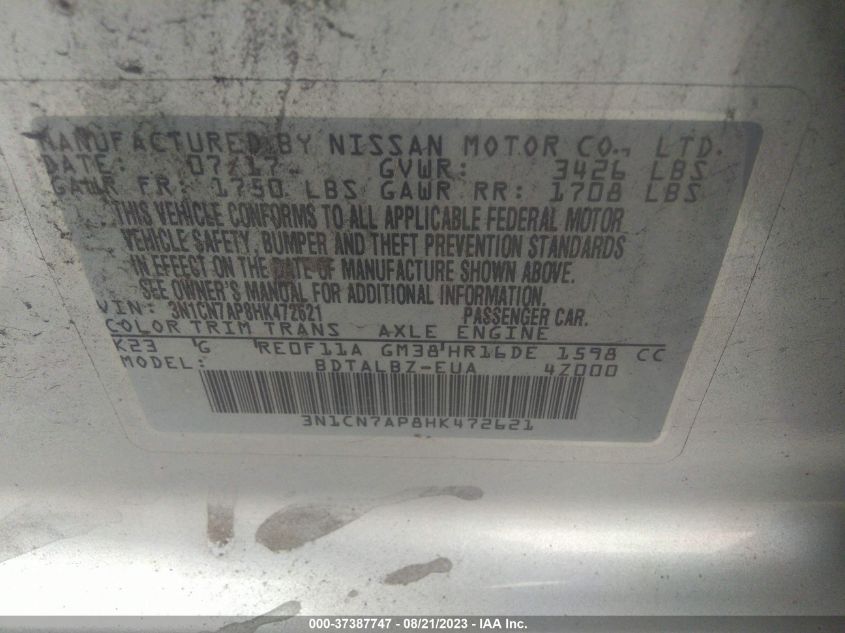 MANUFACTURED BY NISSAN MOTOR CO., LTD.
DATE: 07/17 GVWR: 3426 LBS
GAWR FR: 1750 LBS GAWR RR: 1708 LBS
THIS VEHICLE CONFORMS TO ALL APPLICABLE FEDERAL MOTOR
VEHICLE SAFETY, BUMPER AND THEFT PREVENTION STANDARDS
IN EFFECT ON THE DATE OF MANUFACTURE SHOWN ABOVE.
SEE OWNER'S MANUAL FOR ADDITIONAL INFORMATION.
VIN: 3N1CN7AP8HK472621 PASSENGER CAR.
COLOR TRIM TRANS AXLE ENGINE
K23 G RE0F11A GM38 HR16DE 1598 CC
MODEL: BDTALBZ-EUA 4Z000
3N1CN7AP8HK472621
000-37387747 - 08/21/2023 - IAA Inc.